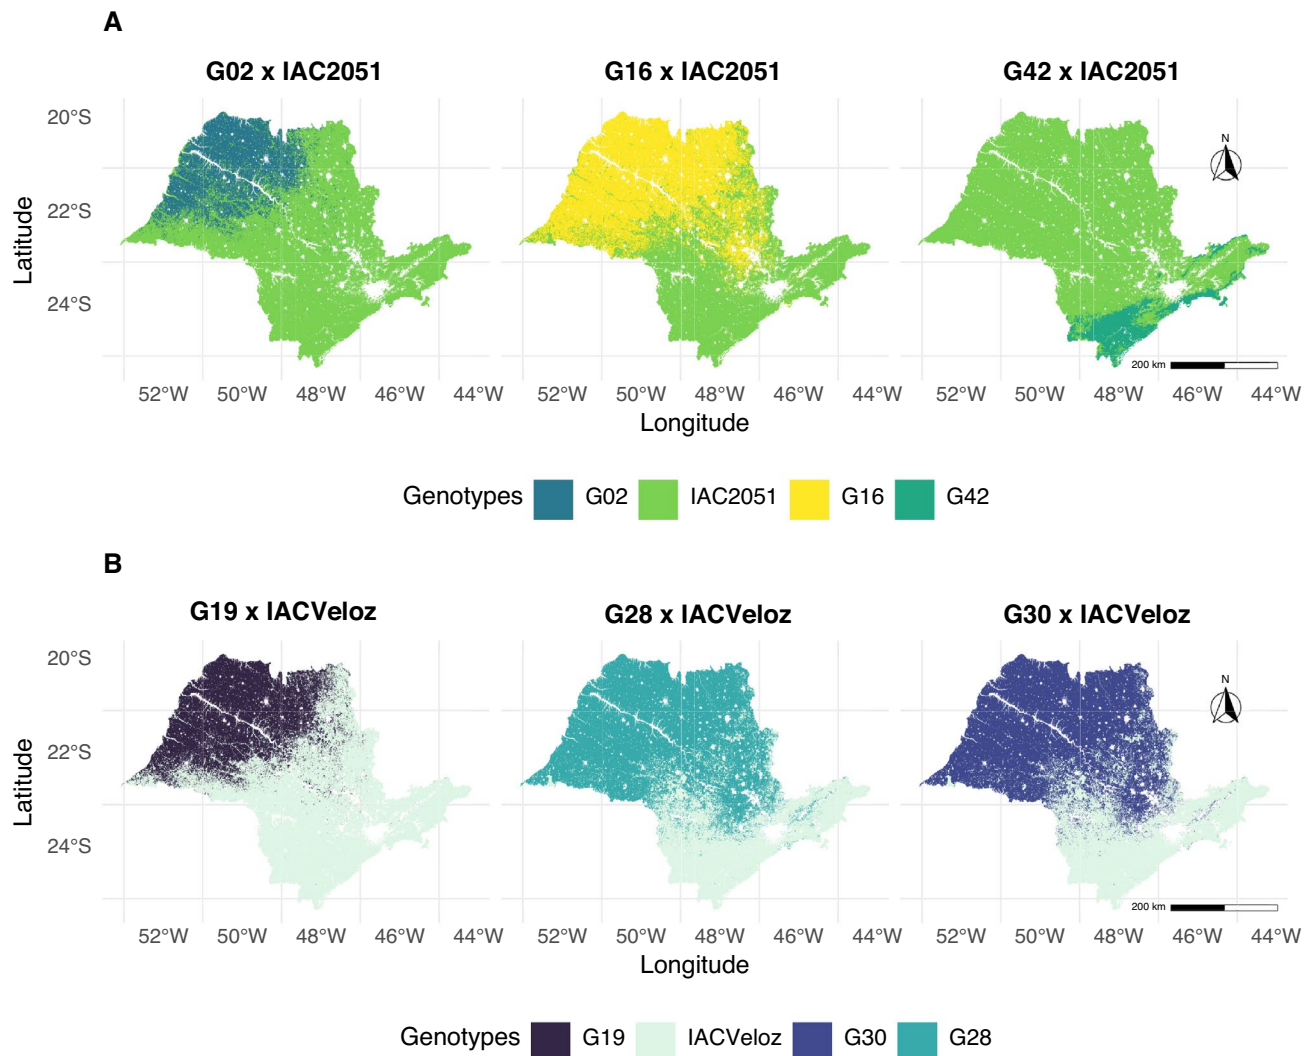 A
G02 x IAC2051 G16 x IAC2051 G42 x IAC2051
20°S
22°S
24°S
Latitude
N
200 km
52°W 50°W 48°W 46°W 44°W 52°W 50°W 48°W 46°W 44°W 52°W 50°W 48°W 46°W 44°W
Longitude
Genotypes G02 IAC2051 G16 G42
B
G19 x IACVeloz G28 x IACVeloz G30 x IACVeloz
20°S
22°S
24°S
Latitude
N
200 km
52°W 50°W 48°W 46°W 44°W 52°W 50°W 48°W 46°W 44°W 52°W 50°W 48°W 46°W 44°W
Longitude
Genotypes G19 IACVeloz G30 G28